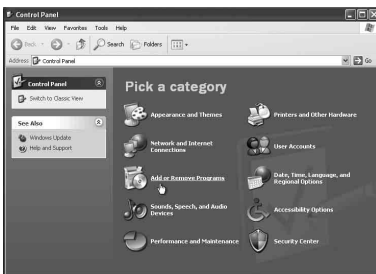 Control Panel
File Edit View Favorites Tools Help
Back Search Folders
Address Control Panel Go
Control Panel
Switch to Classic View
See Also
Windows Update
Help and Support
Pick a category
Appearance and Themes
Printers and Other Hardware
Network and Internet
Connections
User Accounts
Add or Remove Programs
Date, Time, Language, and
Regional Options
Sounds, Speech, and Audio
Devices
Accessibility Options
Performance and Maintenance
Security Center